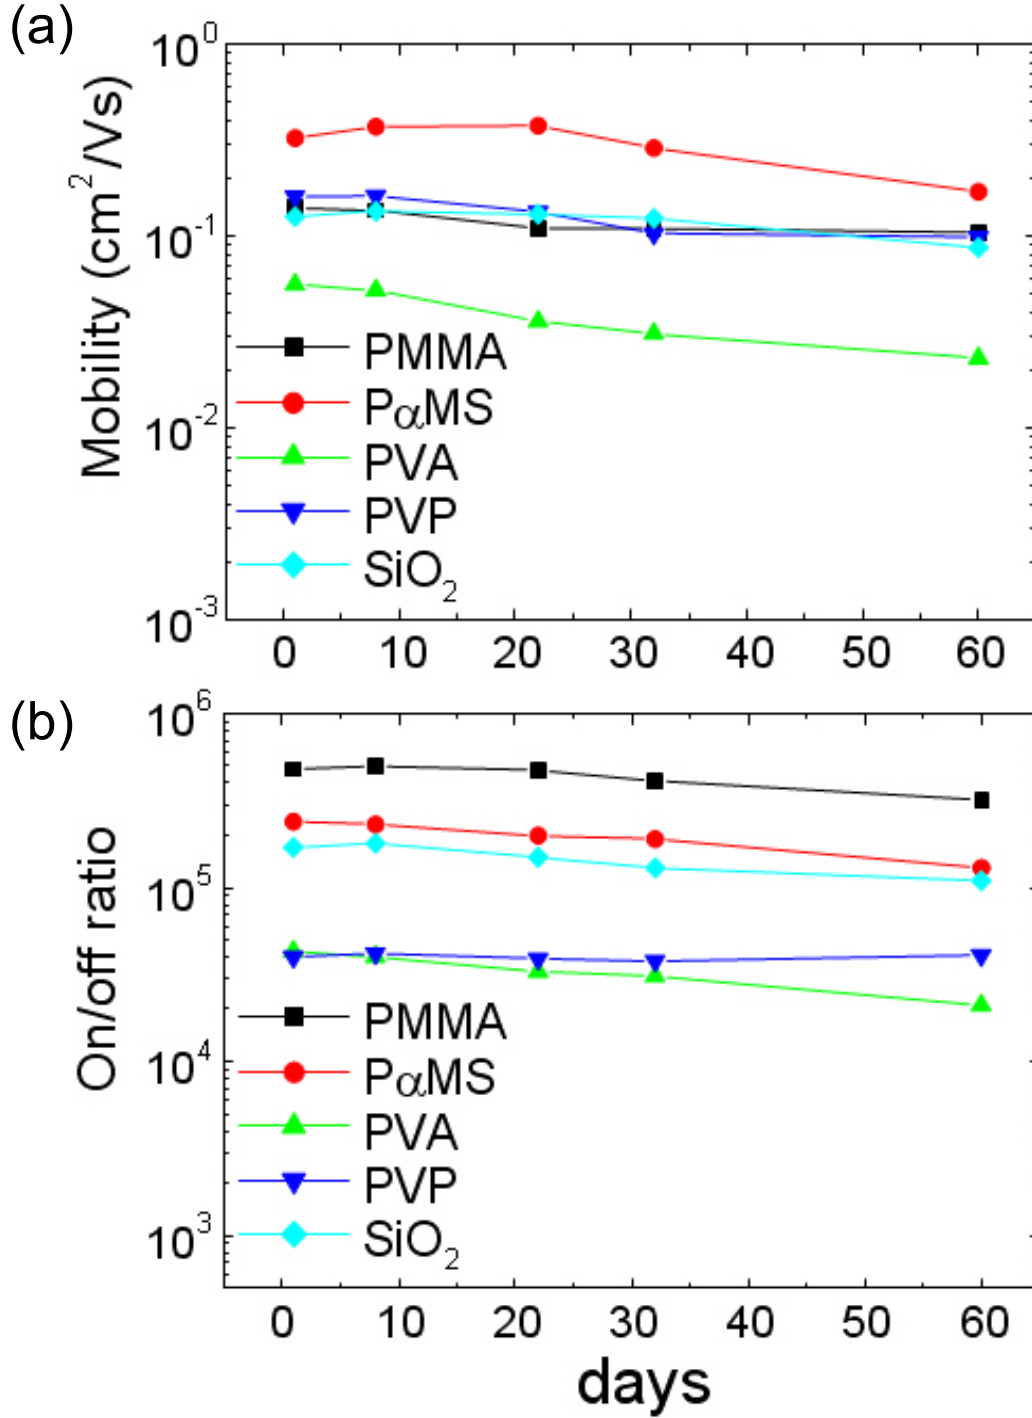 (a)
10^0
10^-1
10^-2
10^-3
Mobility (cm^2/Vs)
PMMA
PαMS
PVA
PVP
SiO_2
0 10 20 30 40 50 60
(b)
10^6
10^5
10^4
10^3
On/off ratio
PMMA
PαMS
PVA
PVP
SiO_2
0 10 20 30 40 50 60
days